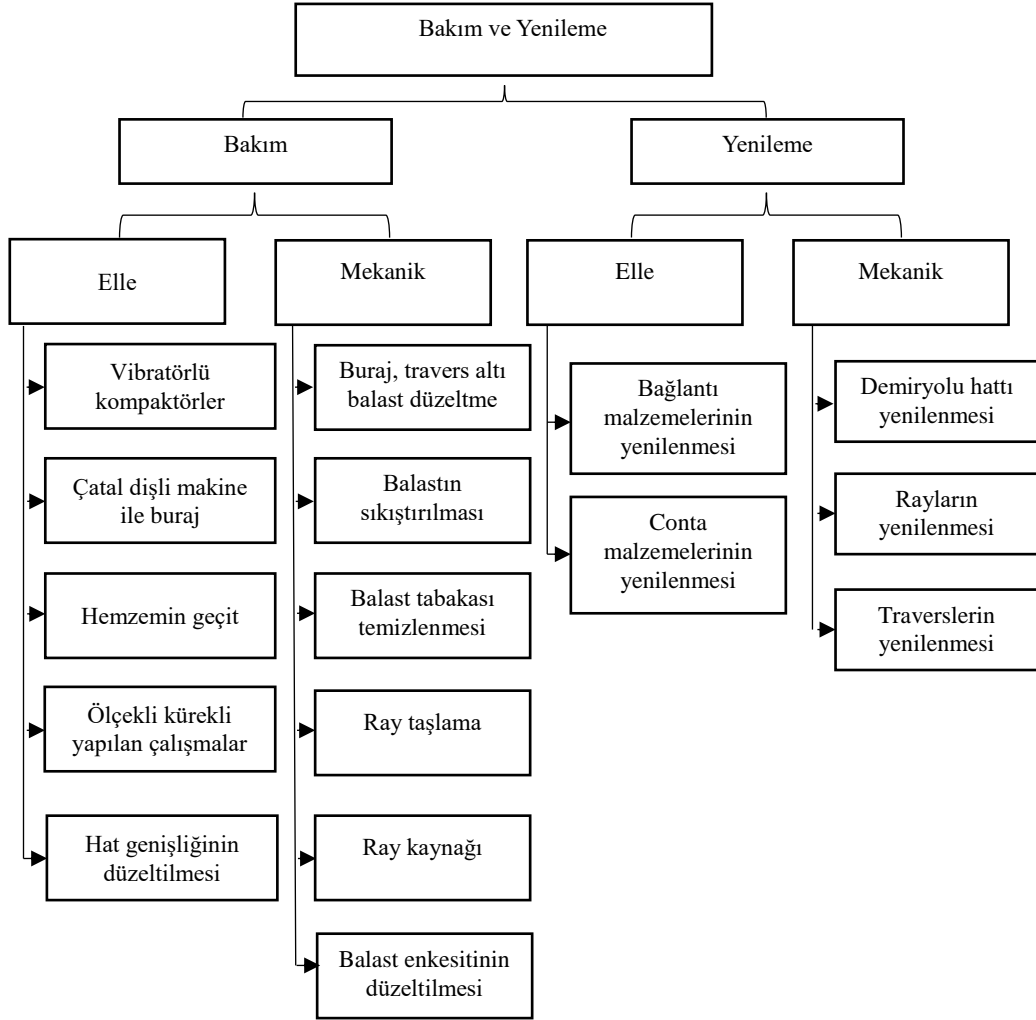 Bakım ve Yenileme
Bakım
Yenileme
Elle
Mekanik
Elle
Mekanik
Vibratörlü
kompaktörler
Çatal dişli makine
ile buraj
Hemzemin geçit
Ölçekli kürekli
yapılan çalışmalar
Hat genişliğinin
düzeltilmesi
Buraj, travers altı
balast düzeltme
Balastın
sıkıştırılması
Balast tabakası
temizlenmesi
Ray taşlama
Ray kaynağı
Balast enkesitinin
düzeltilmesi
Bağlantı
malzemelerinin
yenilenmesi
Conta
malzemelerinin
yenilenmesi
Demiryolu hattı
yenilenmesi
Rayların
yenilenmesi
Traverslerin
yenilenmesi